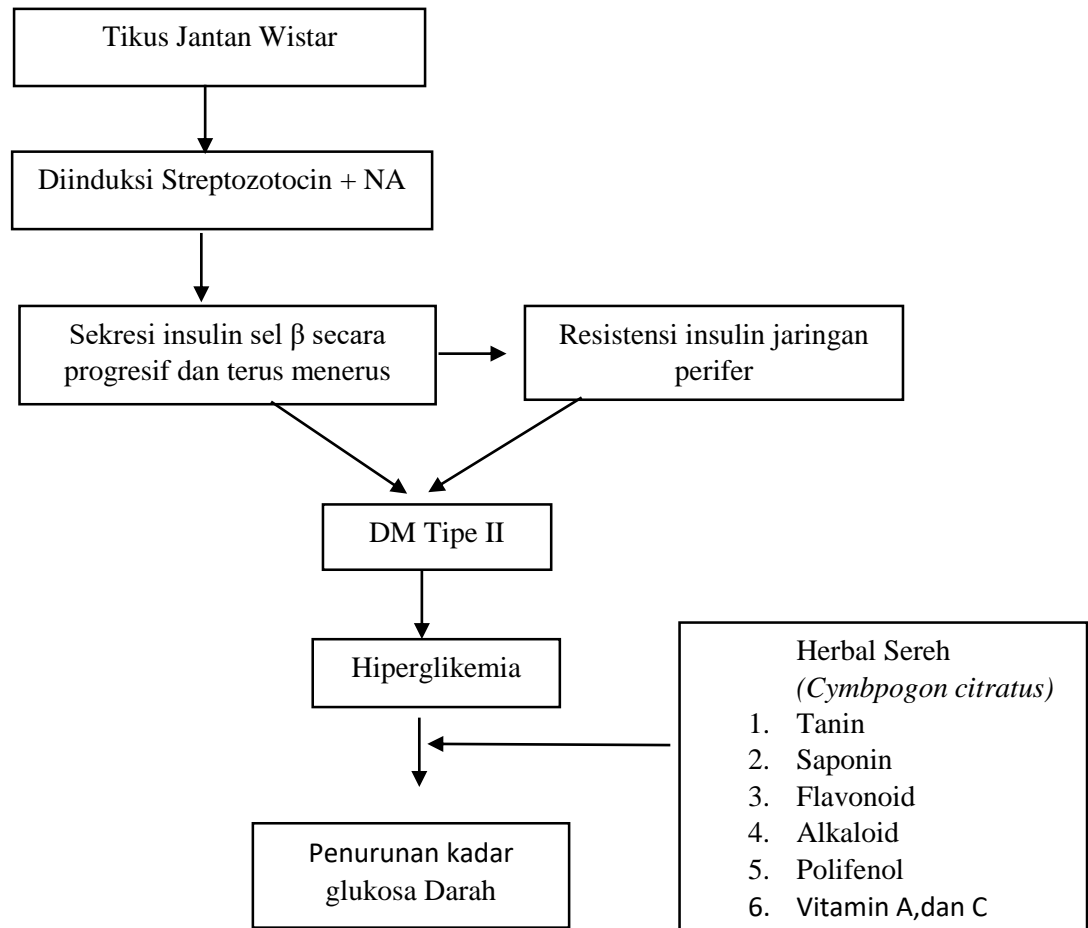 Tikus Jantan Wistar
Diinduksi Streptozotocin + NA
Sekresi insulin sel β secara
progresif dan terus menerus
Resistensi insulin jaringan
perifer
DM Tipe II
Hiperglikemia
Herbal Sereh
(Cymbpogon citratus)
1. Tanin
2. Saponin
3. Flavonoid
4. Alkaloid
5. Polifenol
6. Vitamin A,dan C
Penurunan kadar
glukosa Darah